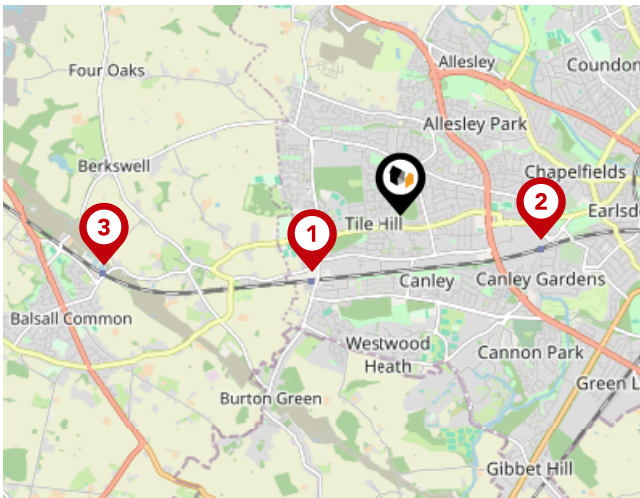 Allesley
Coundon
Four Oaks
Allesley Park
Berkswell
Chapelfields
2
Earlsd
3
Tile Hill
1
Canley
Canley Gardens
Balsall Common
Westwood
Heath
Cannon Park
Green L
Burton Green
Gibbet Hill